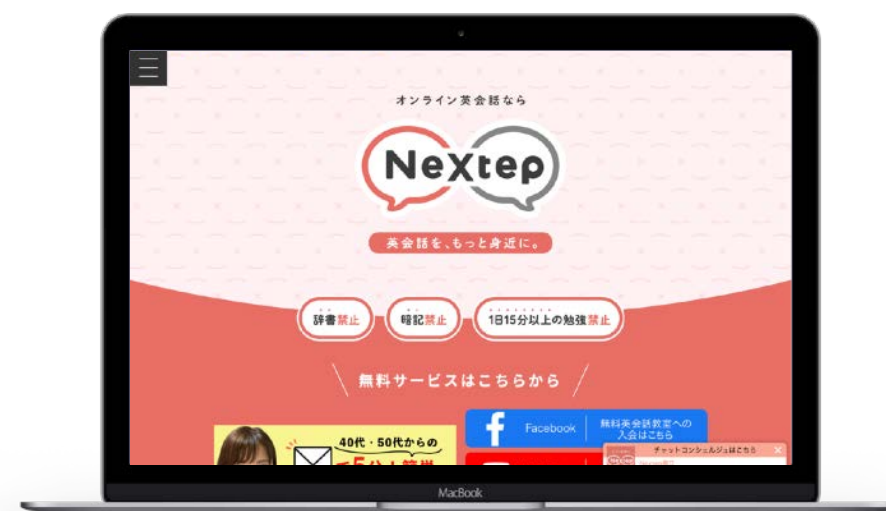 オンライン英会話なら
Nextep
英会話を、もっと身近に。
辞書禁止
暗記禁止
1日15分以上の勉強禁止
無料サービスはこちらから
Facebook
無料英会話教室への
入会はこちら
40代・50代からの
チャットコンシェルジュはこちら
MacBook